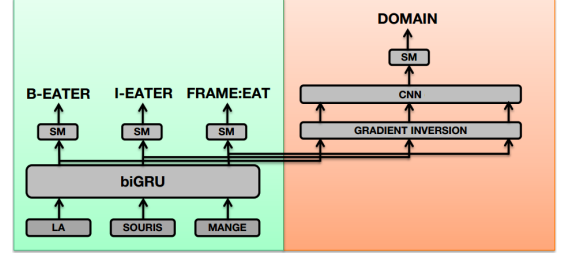 DOMAIN
SM
CNN
GRADIENT INVERSION
B-EATER I-EATER FRAME:EAT
SM SM SM
biGRU
LA SOURIS MANGE